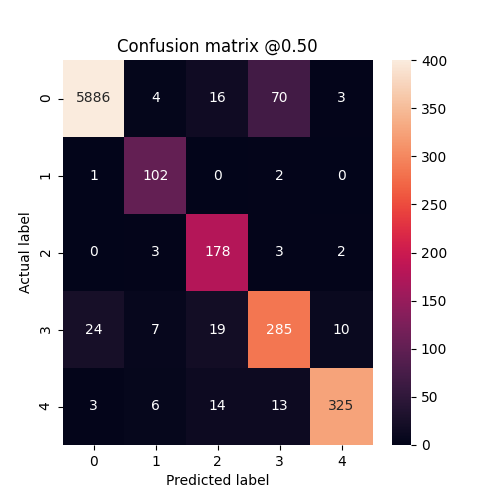 Confusion matrix @0.50
0 5886 4 16 70 3
1 1 102 0 2 0
2 0 3 178 3 2
3 24 7 19 285 10
4 3 6 14 13 325
0 1 2 3 4
Predicted label
Actual label
400
350
300
250
200
150
100
50
0